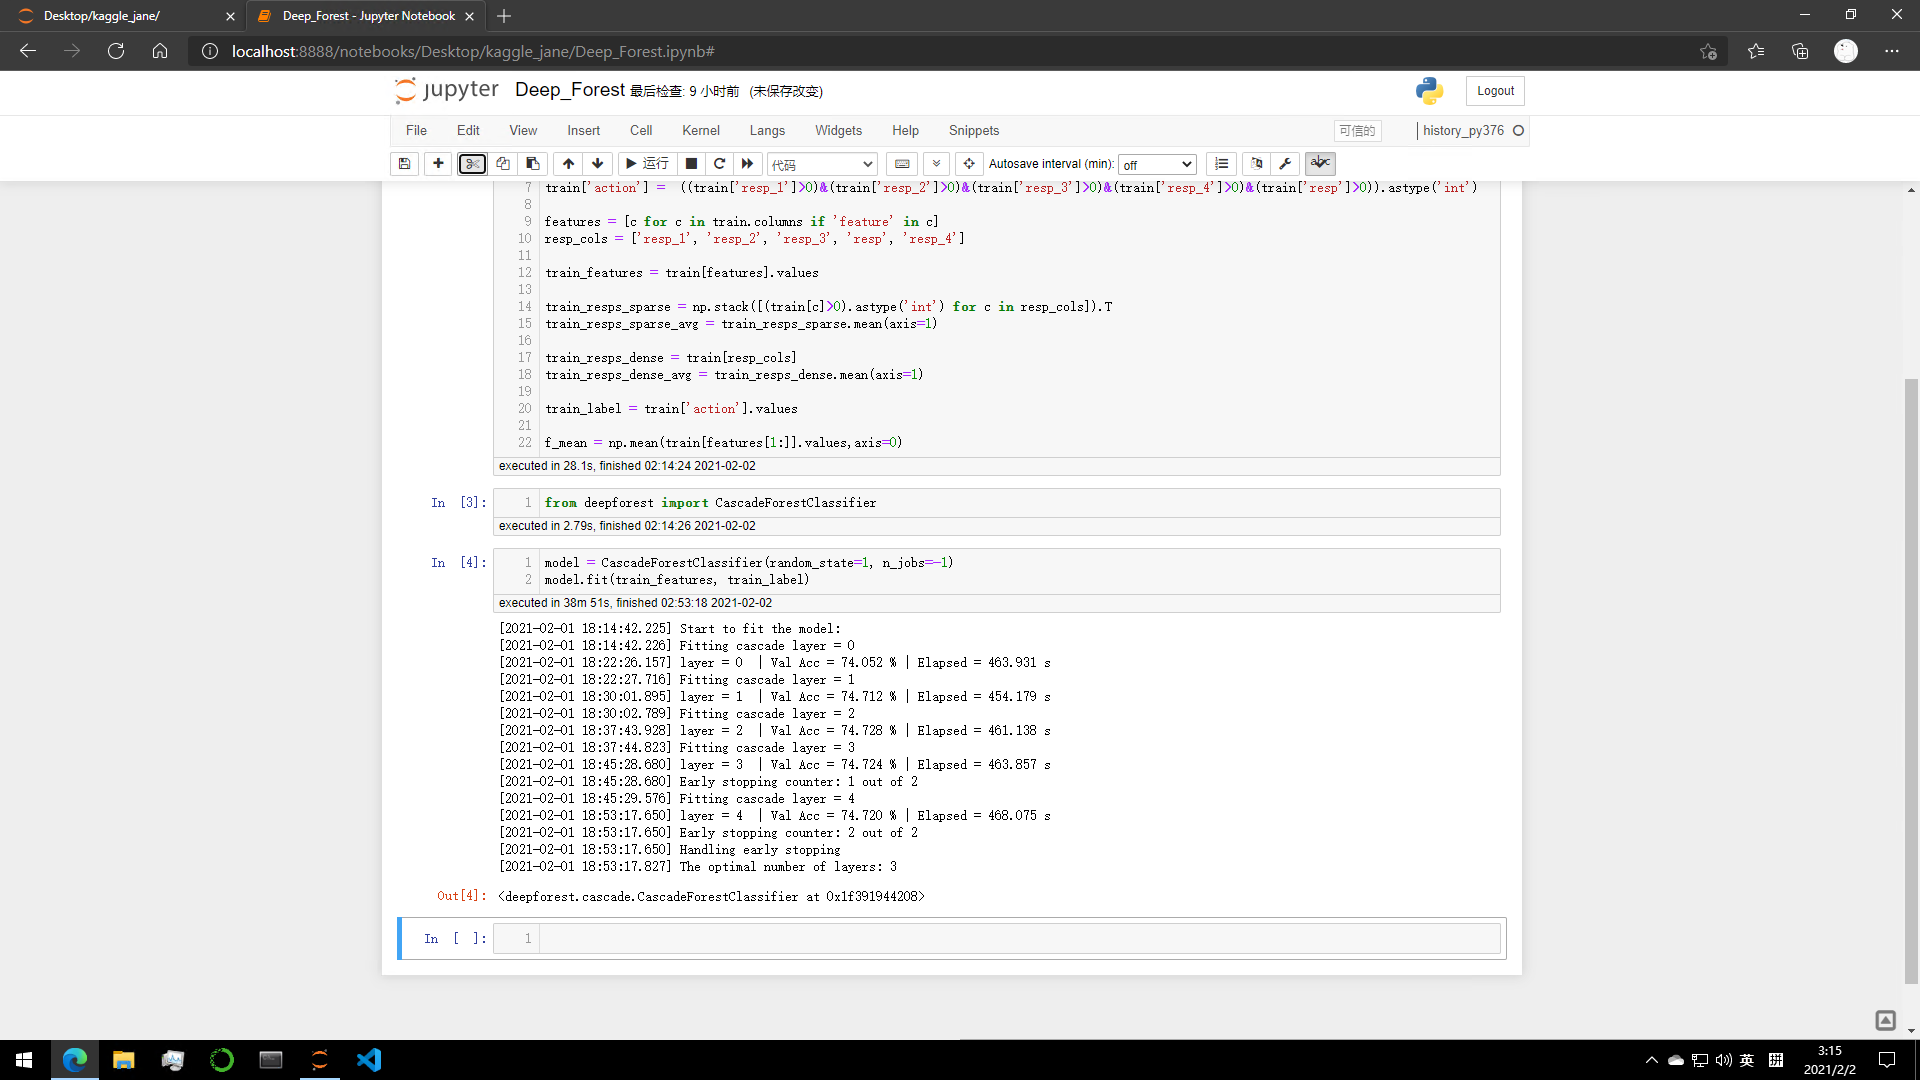 Desktop/kaggle_jane/
Deep_Forest - Jupyter Notebook
localhost:8888/notebooks/Desktop/kaggle_jane/Deep_Forest.ipynb#
jupyter Deep_Forest 最后检查: 9 小时前 (未保存改变)
Logout
File Edit View Insert Cell Kernel Langs Widgets Help Snippets
可信的
history_py376
运行
代码
Autosave interval (min): off
abc
7 train['action'] =  ((train['resp_1']>0)&(train['resp_2']>0)&(train['resp_3']>0)&(train['resp_4']>0)&(train['resp']>0)).astype('int')
8
9 features = [c for c in train.columns if 'feature' in c]
10 resp_cols = ['resp_1', 'resp_2', 'resp_3', 'resp', 'resp_4']
11
12 train_features = train[features].values
13
14 train_resps_sparse = np.stack([(train[c]>0).astype('int') for c in resp_cols]).T
15 train_resps_sparse_avg = train_resps_sparse.mean(axis=1)
16
17 train_resps_dense = train[resp_cols]
18 train_resps_dense_avg = train_resps_dense.mean(axis=1)
19
20 train_label = train['action'].values
21
22 f_mean = np.mean(train[features[1:]].values,axis=0)
executed in 28.1s, finished 02:14:24 2021-02-02
In [3]:
1 from deepforest import CascadeForestClassifier
executed in 2.79s, finished 02:14:26 2021-02-02
In [4]:
1 model = CascadeForestClassifier(random_state=1, n_jobs=-1)
2 model.fit(train_features, train_label)
executed in 38m 51s, finished 02:53:18 2021-02-02
[2021-02-01 18:14:42.225] Start to fit the model:
[2021-02-01 18:14:42.226] Fitting cascade layer = 0
[2021-02-01 18:22:26.157] layer = 0  | Val Acc = 74.052 % | Elapsed = 463.931 s
[2021-02-01 18:22:27.716] Fitting cascade layer = 1
[2021-02-01 18:30:01.895] layer = 1  | Val Acc = 74.712 % | Elapsed = 454.179 s
[2021-02-01 18:30:02.789] Fitting cascade layer = 2
[2021-02-01 18:37:43.928] layer = 2  | Val Acc = 74.728 % | Elapsed = 461.138 s
[2021-02-01 18:37:44.823] Fitting cascade layer = 3
[2021-02-01 18:45:28.680] layer = 3  | Val Acc = 74.724 % | Elapsed = 463.857 s
[2021-02-01 18:45:28.680] Early stopping counter: 1 out of 2
[2021-02-01 18:45:29.576] Fitting cascade layer = 4
[2021-02-01 18:53:17.650] layer = 4  | Val Acc = 74.720 % | Elapsed = 468.075 s
[2021-02-01 18:53:17.650] Early stopping counter: 2 out of 2
[2021-02-01 18:53:17.650] Handling early stopping
[2021-02-01 18:53:17.827] The optimal number of layers: 3
Out[4]: <deepforest.cascade.CascadeForestClassifier at 0x1f391944208>
In [ ]:
1
英
拼
3:15
2021/2/2